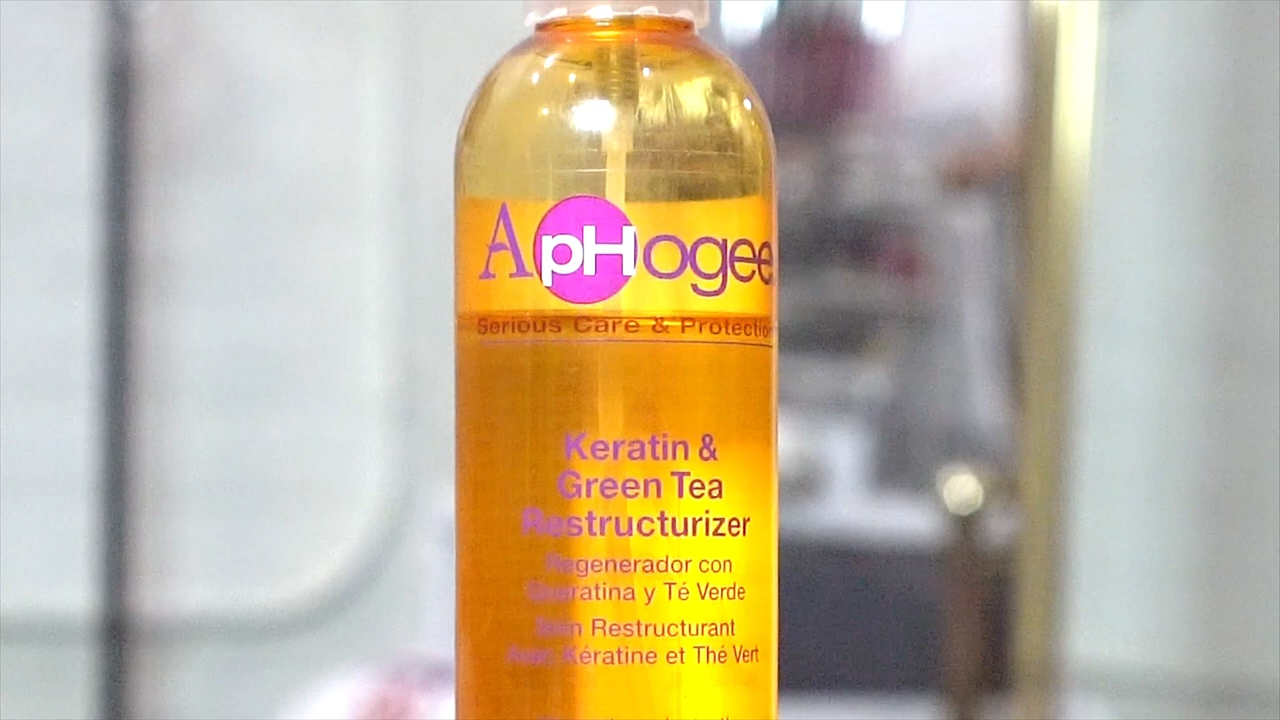 ApHogee
Serious Care & Protection
Keratin &
Green Tea
Restructurizer
Regenerador con
Queratina y Té Verde
Soin Restructurant
Avec Kératine et Thé Vert